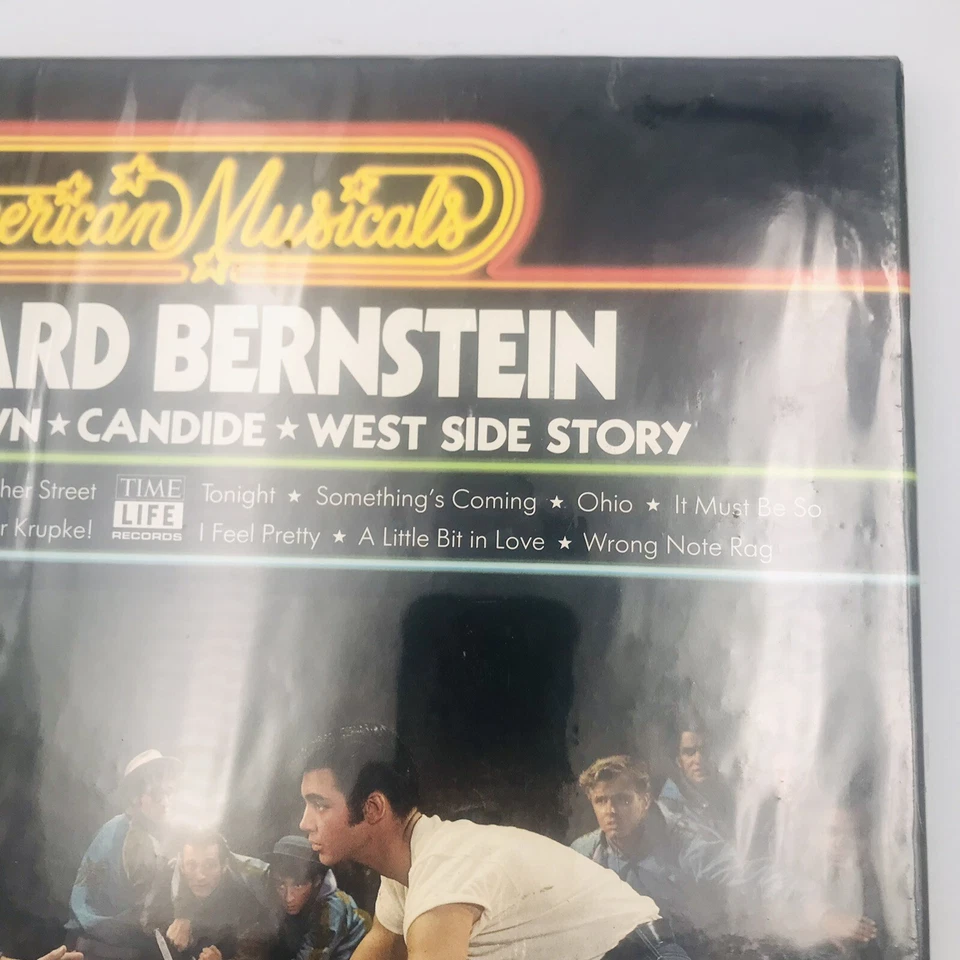 erican Musicals
ARD BERNSTEIN
WN ★ CANDIDE ★ WEST SIDE STORY
her Street
r Krupke!
TIME
LIFE
RECORDS
Tonight ★ Something's Coming ★ Ohio ★ It Must Be So
I Feel Pretty ★ A Little Bit in Love ★ Wrong Note Rag